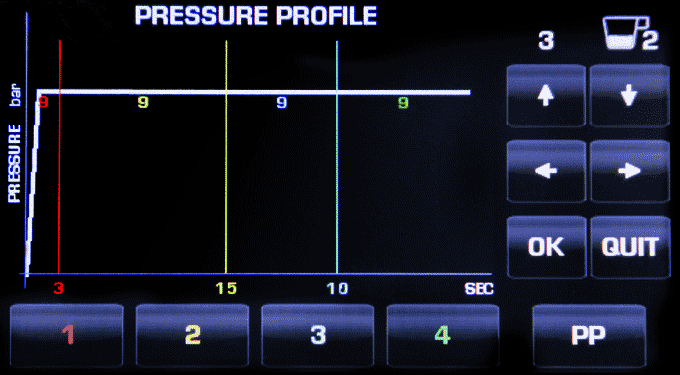 PRESSURE PROFILE
3 2
PRESSURE bar
9 9 9 9
3 15 10 SEC
OK QUIT
1 2 3 4 PP